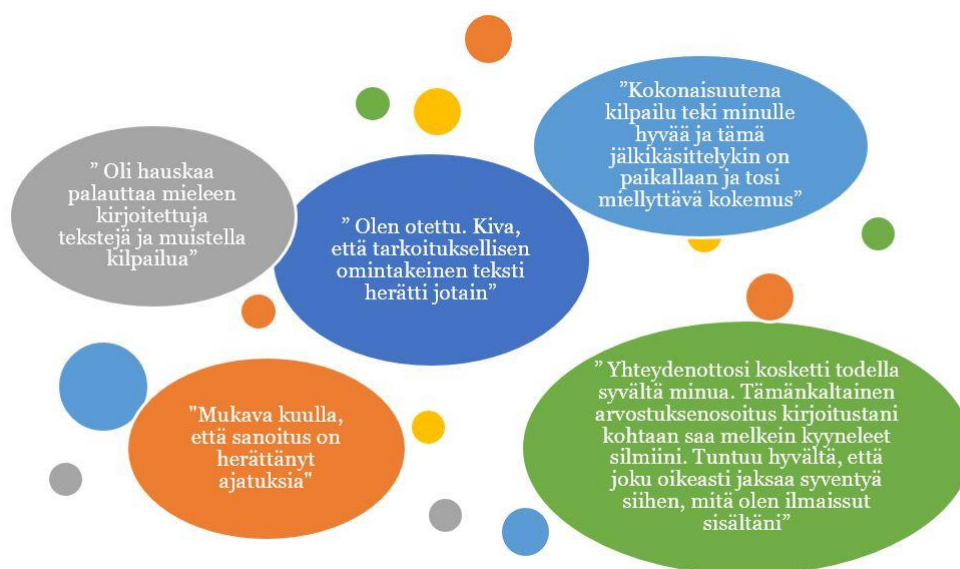 ” Oli hauskaa
palauttaa mieleen
kirjoitettuja
tekstejä ja muistella
kilpailua”
” Olen otettu. Kiva,
että tarkoituksellisen
omintakeinen teksti
herätti jotain”
”Kokonaisuutena
kilpailu teki minulle
hyvää ja tämä
jälkikäsittelykin on
paikallaan ja tosi
miellyttävä kokemus”
"Mukava kuulla,
että sanoitus on
herättänyt
ajatuksia"
” Yhteydenottosi kosketti todella
syvältä minua. Tämänkaltainen
arvostuksenosoitus kirjoitustani
kohtaan saa melkein kyyneleet
silmiini. Tuntuu hyvältä, että
joku oikeasti jaksaa syventyä
siihen, mitä olen ilmaissut
sisältäni”